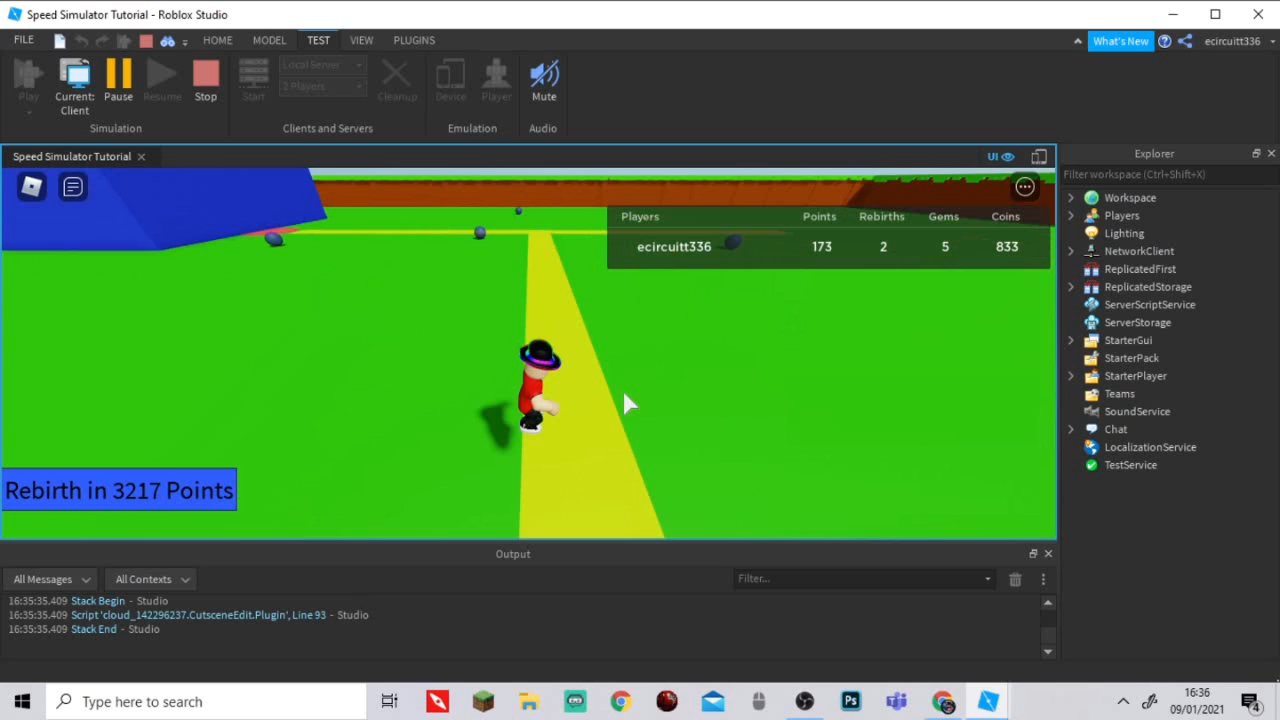 Speed Simulator Tutorial - Roblox Studio
FILE
HOME
MODEL
TEST
VIEW
PLUGINS
What's New
ecircuitt336
Play
Current:
Client
Pause
Resume
Stop
Start
Local Server
2 Players
Cleanup
Device
Player
Mute
Simulation
Clients and Servers
Emulation
Audio
Speed Simulator Tutorial
UI
Players Points Rebirths Gems Coins
ecircuitt336 173 2 5 833
Rebirth in 3217 Points
Explorer
Filter workspace (Ctrl+Shift+X)
Workspace
Players
Lighting
NetworkClient
ReplicatedFirst
ReplicatedStorage
ServerScriptService
ServerStorage
StarterGui
StarterPack
StarterPlayer
Teams
SoundService
Chat
LocalizationService
TestService
Output
All Messages
All Contexts
Filter...
16:35:35.409 Stack Begin - Studio
16:35:35.409 Script 'cloud_142296237.CutsceneEdit.Plugin', Line 93 - Studio
16:35:35.409 Stack End - Studio
Type here to search
Ps
16:36
09/01/2021
4